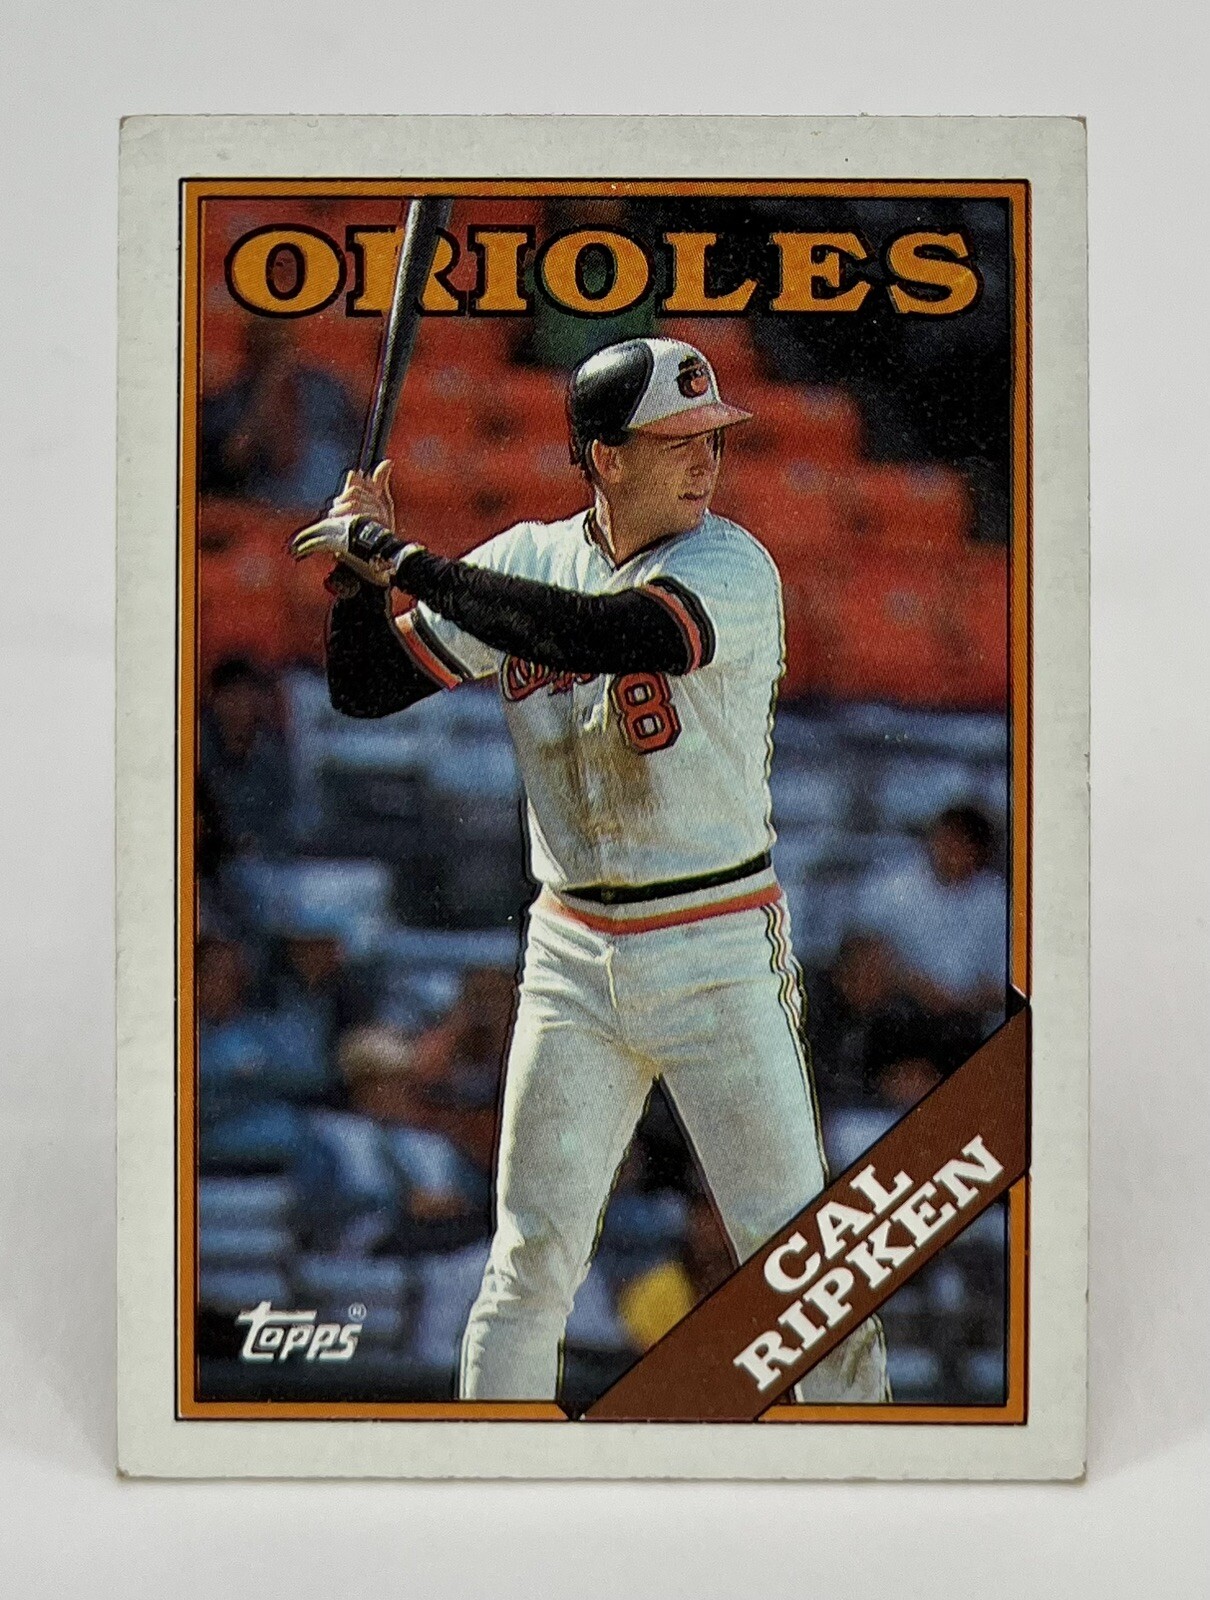 ORIOLES
8
CAL
RIPKEN
Topps®